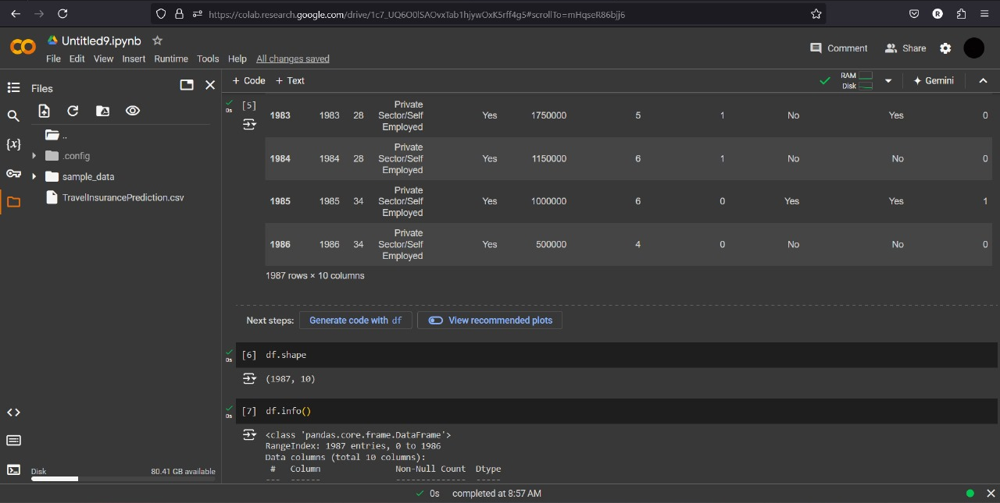 https://colab.research.google.com/drive/1c7_UQ6O0lSAOvxTab1hjywOxK5rff4g5#scrollTo=mHqseR86bjj6
R
CO
Untitled9.ipynb
File Edit View Insert Runtime Tools Help All changes saved
Comment Share
Files
+ Code + Text
RAM
Disk
Gemini
{x}
..
.config
sample_data
TravelInsurancePrediction.csv
0s [5]
1983 1983 28 Private Sector/Self Employed Yes 1750000 5 1 No Yes 0
1984 1984 28 Private Sector/Self Employed Yes 1150000 6 1 No No 0
1985 1985 34 Private Sector/Self Employed Yes 1000000 6 0 Yes Yes 1
1986 1986 34 Private Sector/Self Employed Yes 500000 4 0 No No 0
1987 rows × 10 columns
Next steps: Generate code with df View recommended plots
0s [6] df.shape
(1987, 10)
0s [7] df.info()
<class 'pandas.core.frame.DataFrame'>
RangeIndex: 1987 entries, 0 to 1986
Data columns (total 10 columns):
# Column Non-Null Count Dtype
--- ------ -------------- -----
Disk 80.41 GB available
0s completed at 8:57 AM